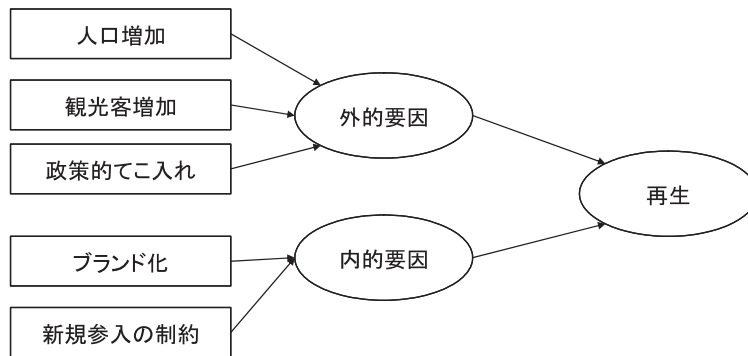 人口増加
観光客増加
政策的てこ入れ
ブランド化
新規参入の制約
外的要因
内的要因
再生